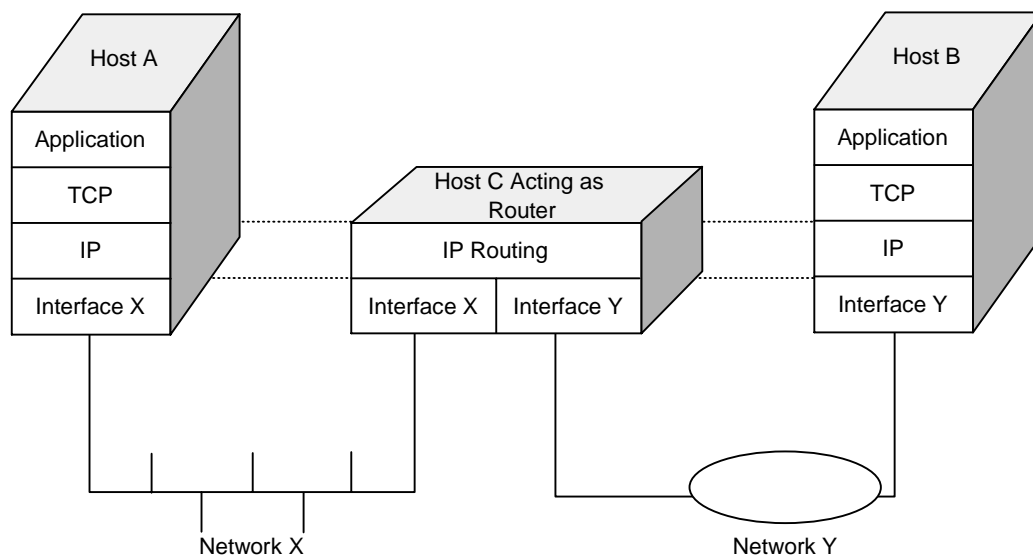 Host A
Host B
Application
TCP
IP
Interface X
Host C Acting as
Router
IP Routing
Interface X
Interface Y
Application
TCP
IP
Interface Y
Network X
Network Y